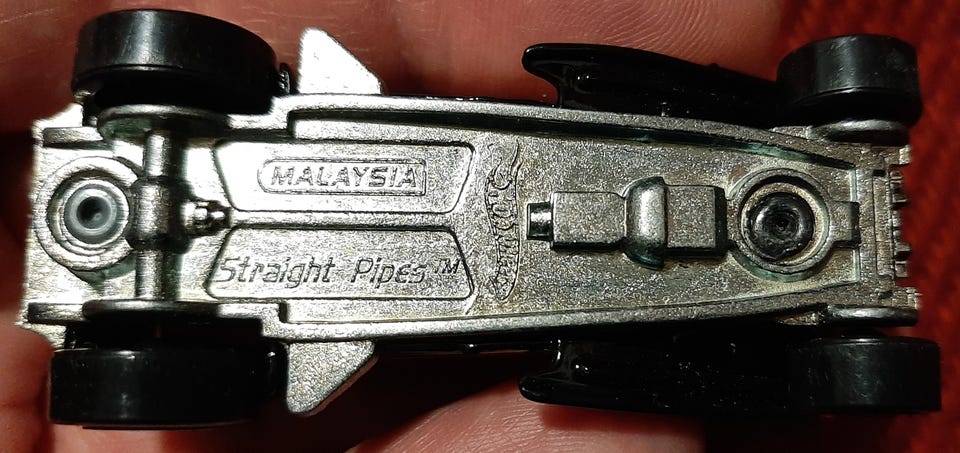 MALAYSIA
Straight Pipes™
Hot Wheels